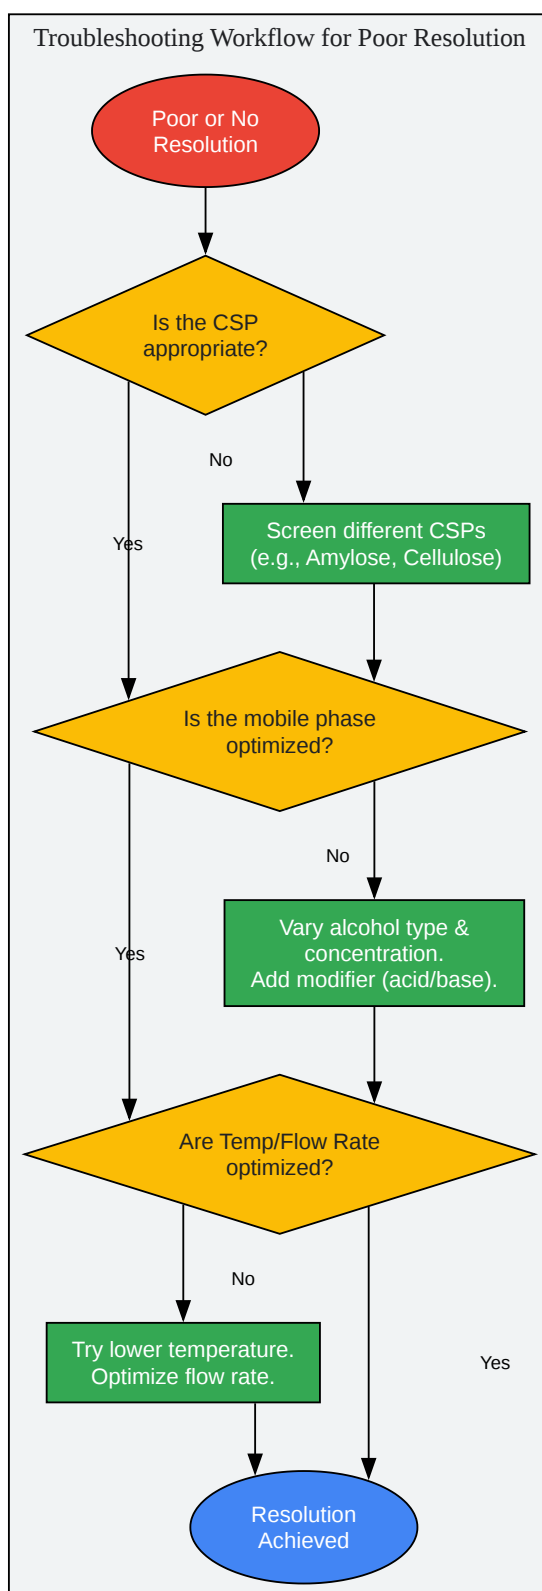 Troubleshooting Workflow for Poor Resolution
Poor or No
Resolution
Is the CSP
appropriate?
No
Screen different CSPs
(e.g., Amylose, Cellulose)
Yes
Is the mobile phase
optimized?
No
Vary alcohol type &
concentration.
Add modifier (acid/base).
Yes
Are Temp/Flow Rate
optimized?
No
Try lower temperature.
Optimize flow rate.
Yes
Resolution
Achieved